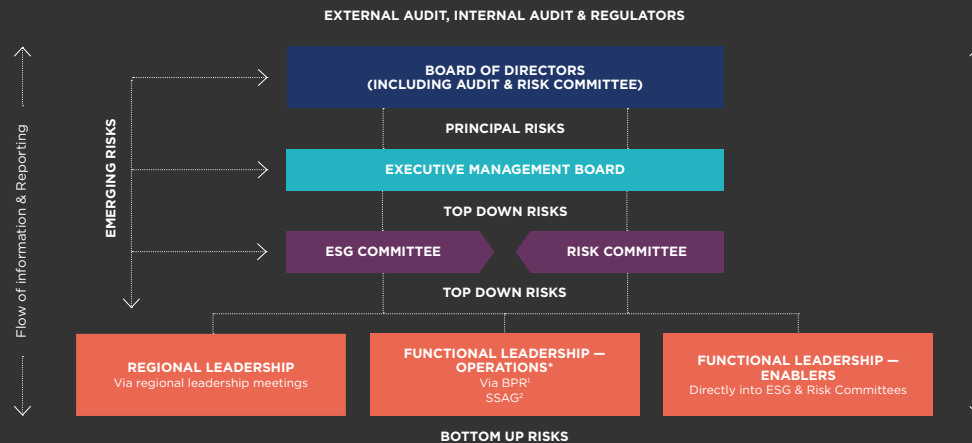 EXTERNAL AUDIT, INTERNAL AUDIT & REGULATORS
BOARD OF DIRECTORS
(INCLUDING AUDIT & RISK COMMITTEE)
PRINCIPAL RISKS
EXECUTIVE MANAGEMENT BOARD
TOP DOWN RISKS
ESG COMMITTEE
RISK COMMITTEE
TOP DOWN RISKS
EMERGING RISKS
Flow of information & Reporting
REGIONAL LEADERSHIP
Via regional leadership meetings
FUNCTIONAL LEADERSHIP —
OPERATIONS*
Via BPR¹
SSAG²
FUNCTIONAL LEADERSHIP —
ENABLERS
Directly into ESG & Risk Committees
BOTTOM UP RISKS